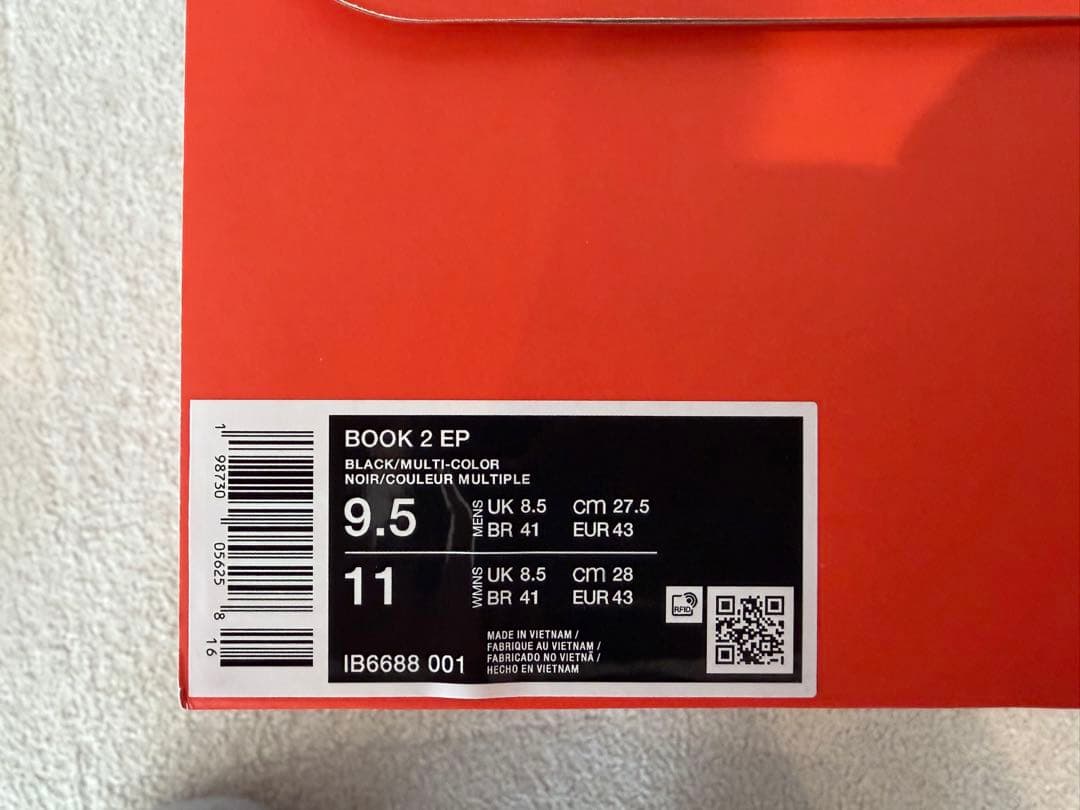 1 98730 05625 8 16
BOOK 2 EP
BLACK/MULTI-COLOR
NOIR/COULEUR MULTIPLE
9.5 MENS UK 8.5 cm 27.5
BR 41 EUR 43
11 WMNS UK 8.5 cm 28
BR 41 EUR 43
RFID
MADE IN VIETNAM /
FABRIQUE AU VIETNAM /
FABRICADO NO VIETNÃ /
HECHO EN VIETNAM
IB6688 001